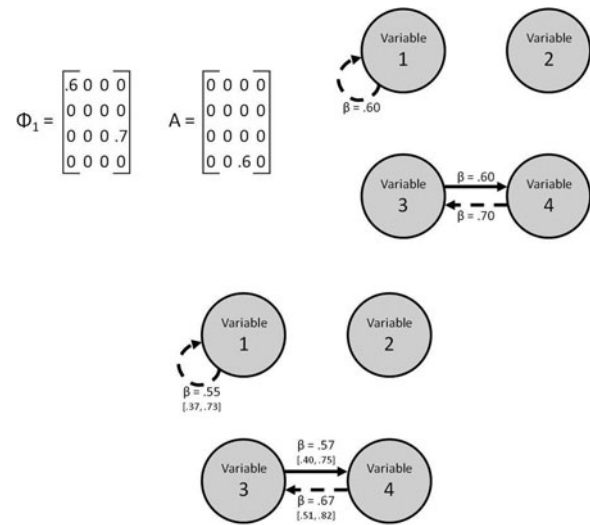 Φ₁ =
.6 0 0 0
0 0 0 0
0 0 0 .7
0 0 0 0
A =
0 0 0 0
0 0 0 0
0 0 0 0
0 0 .6 0
Variable
1
β = .60
Variable
2
Variable
3
β = .60
β = .70
Variable
4
Variable
1
β = .55
[.37, .73]
Variable
2
Variable
3
β = .57
[.40, .75]
β = .67
[.51, .82]
Variable
4